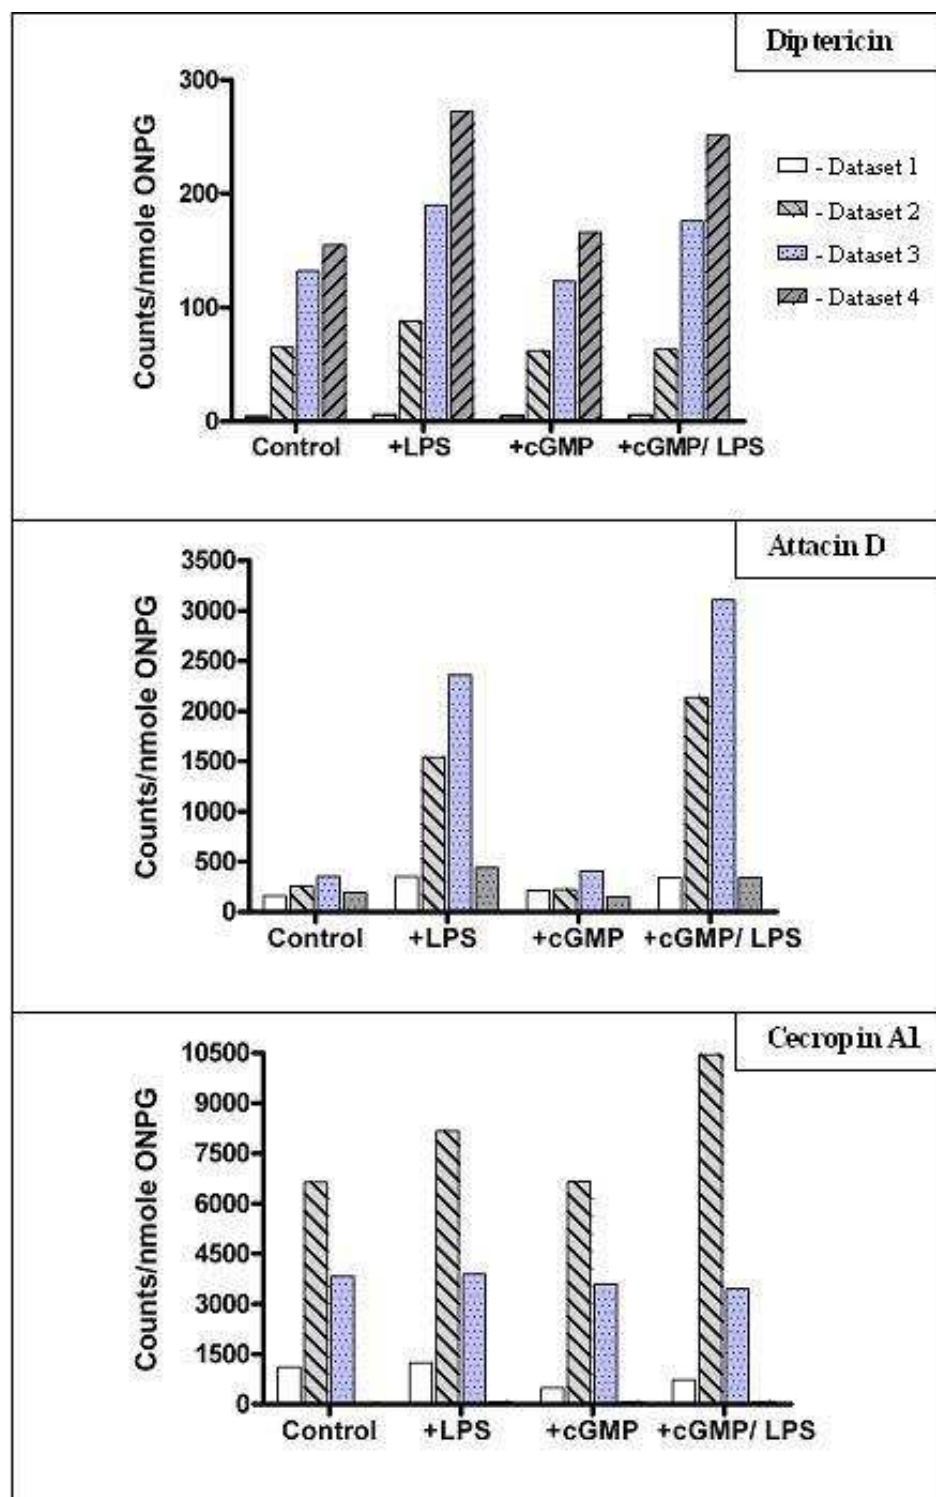 Diptericin
Counts/nmole ONPG
300
200
100
0
Control +LPS +cGMP +cGMP/ LPS
- Dataset 1
- Dataset 2
- Dataset 3
- Dataset 4
Attacin D
Counts/nmole ONPG
3500
3000
2500
2000
1500
1000
500
0
Control +LPS +cGMP +cGMP/ LPS
Cecropin A1
Counts/nmole ONPG
10500
9000
7500
6000
4500
3000
1500
0
Control +LPS +cGMP +cGMP/ LPS